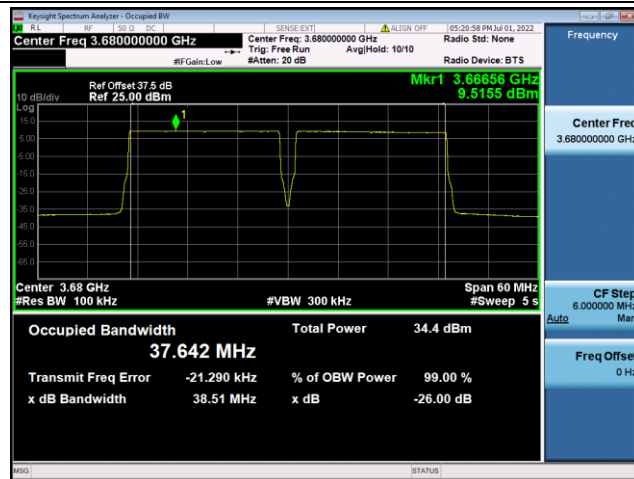 Keysight Spectrum Analyzer - Occupied BW
RL RF 50 Ω DC SENSE:EXT ALIGN OFF 05:20:58 PM Jul 01, 2022
Center Freq 3.680000000 GHz
Center Freq: 3.680000000 GHz Radio Std: None
Trig: Free Run Avg|Hold: 10/10
#IFGain:Low #Atten: 20 dB Radio Device: BTS
Frequency
Ref Offset 37.5 dB
10 dB/div Ref 25.00 dBm
Mkr1 3.66656 GHz
9.5155 dBm
Log
15.0
5.00
-5.00
-15.0
-25.0
-35.0
-45.0
-55.0
-65.0
1
Center 3.68 GHz Span 60 MHz
#Res BW 100 kHz #VBW 300 kHz #Sweep 5 s
Occupied Bandwidth Total Power 34.4 dBm
37.642 MHz
Transmit Freq Error -21.290 kHz % of OBW Power 99.00 %
x dB Bandwidth 38.51 MHz x dB -26.00 dB
Center Freq
3.680000000 GHz
CF Step
6.000000 MHz
Auto Man
Freq Offset
0 Hz
MSG STATUS